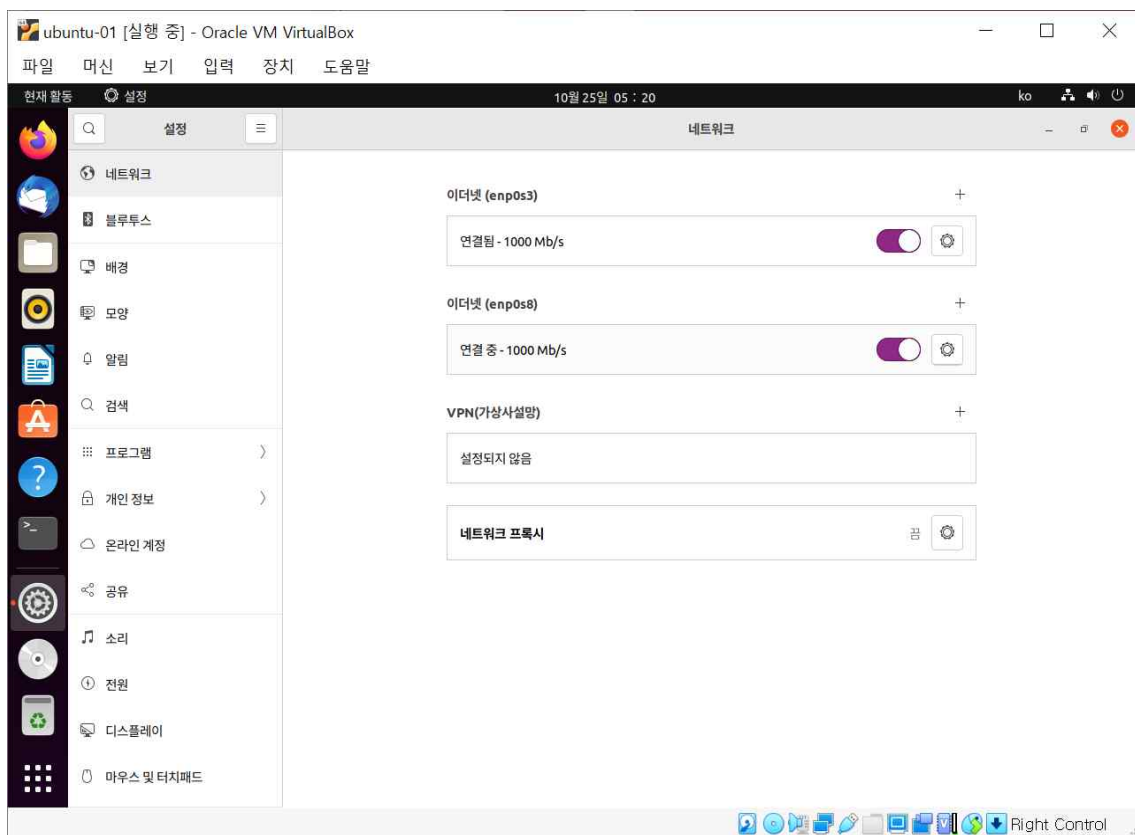 ubuntu-01 [실행 중] - Oracle VM VirtualBox
파일 머신 보기 입력 장치 도움말
현재 활동 설정 10월 25일 05 : 20 ko
설정 네트워크
네트워크
블루투스
배경
모양
알림
검색
프로그램
개인 정보
온라인 계정
공유
소리
전원
디스플레이
마우스 및 터치패드
이더넷 (enp0s3)
연결됨 - 1000 Mb/s
이더넷 (enp0s8)
연결 중 - 1000 Mb/s
VPN(가상사설망)
설정되지 않음
네트워크 프록시 끔
Right Control